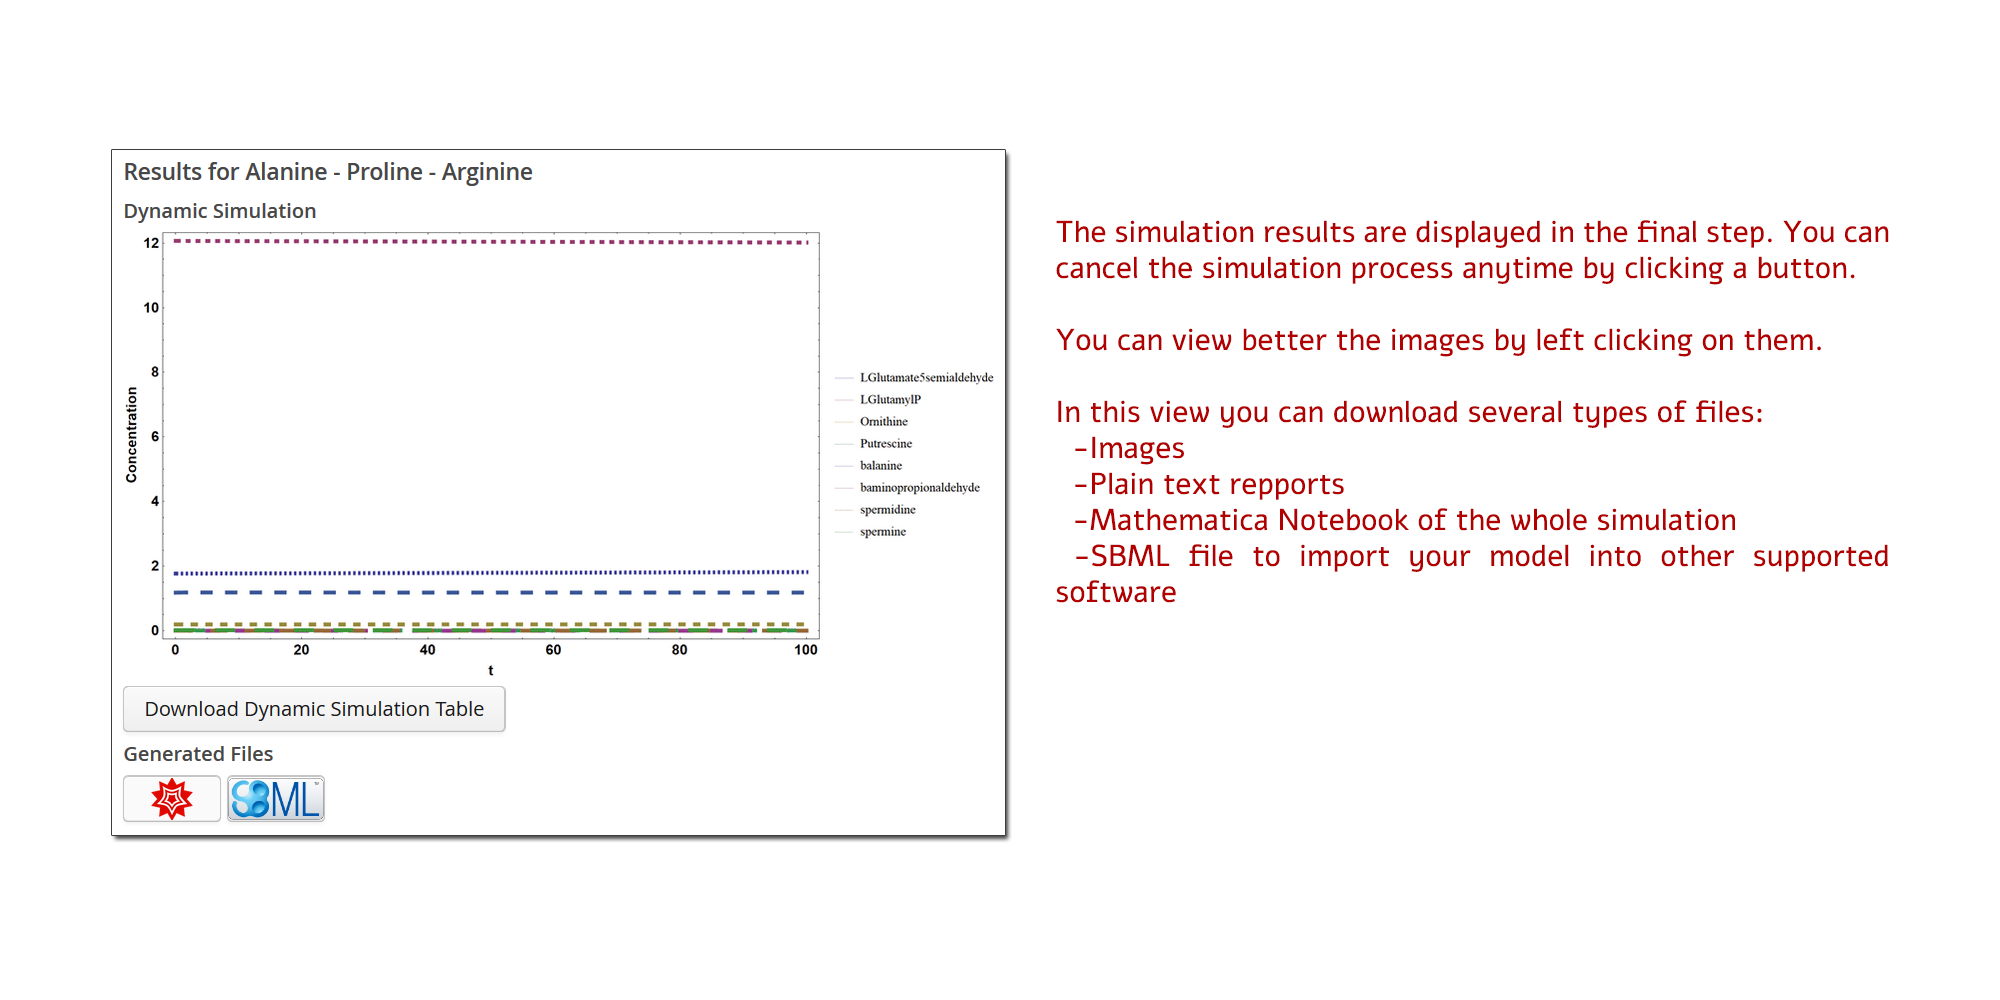 Results for Alanine - Proline - Arginine
Dynamic Simulation
12
10
8
6
4
2
0
Concentration
0 20 40 60 80 100
t
LGlutamate5semialdehyde
LGlutamylP
Ornithine
Putrescine
balanine
baminopropionaldehyde
spermidine
spermine
Download Dynamic Simulation Table
Generated Files
SBML
The simulation results are displayed in the final step. You can
cancel the simulation process anytime by clicking a button.
You can view better the images by left clicking on them.
In this view you can download several types of files:
-Images
-Plain text repports
-Mathematica Notebook of the whole simulation
-SBML file to import your model into other supported
software